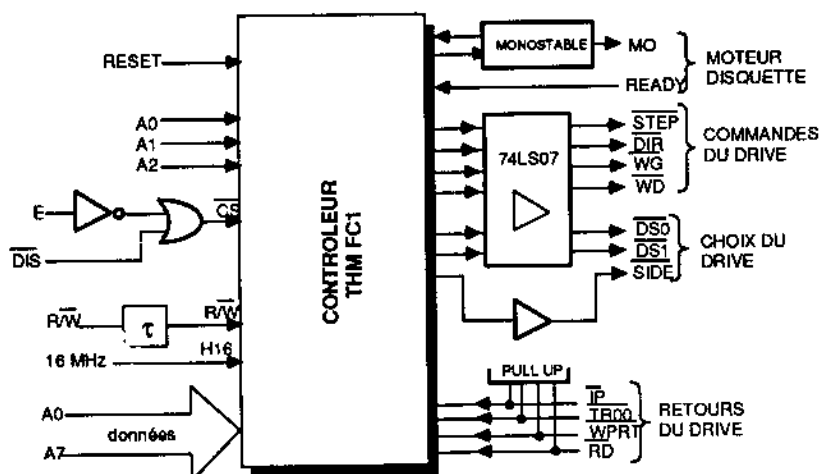 RESET
A0
A1
A2
E
DIS
CS
R/W
τ
R/W
16 MHz
H16
A0
données
A7
CONTROLEUR
THM FC1
MONOSTABLE
MO
READY
MOTEUR
DISQUETTE
74LS07
STEP
DIR
WG
WD
COMMANDES
DU DRIVE
DS0
DS1
SIDE
CHOIX DU
DRIVE
PULL UP
IP
TR00
WPRT
RD
RETOURS
DU DRIVE